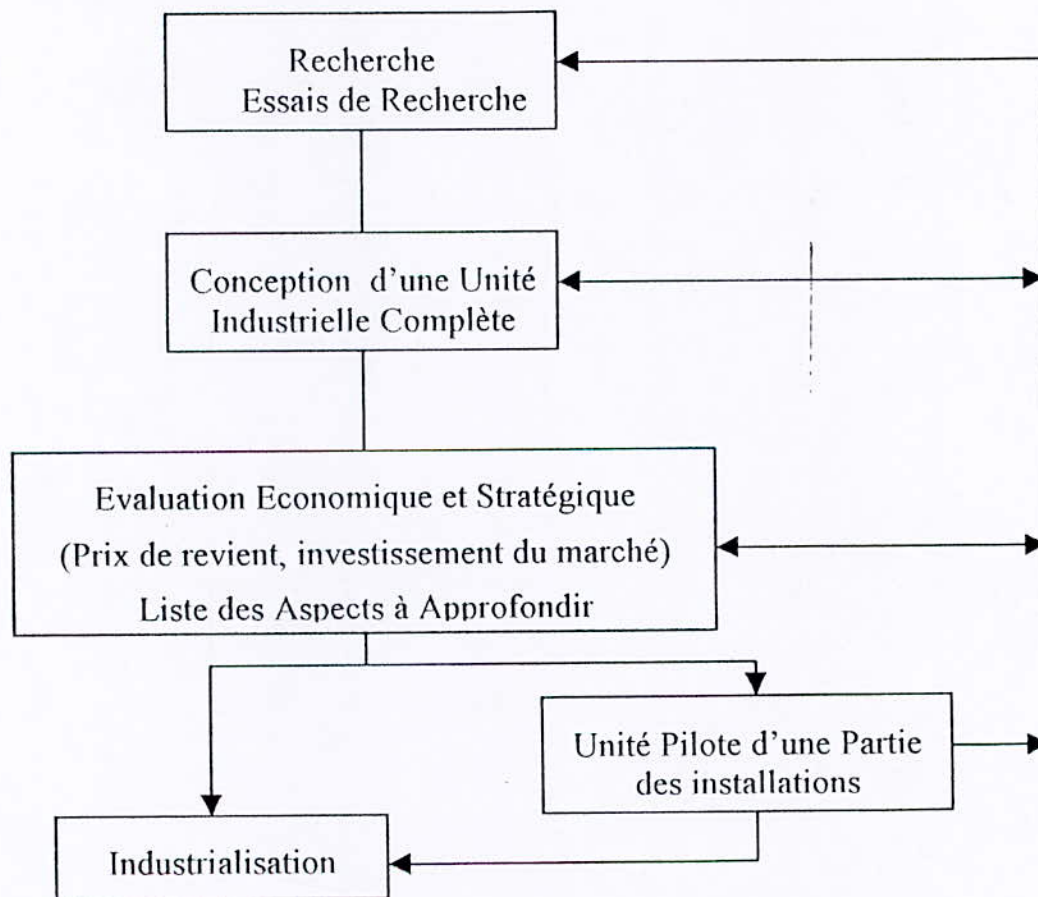 Recherche
Essais de Recherche
Conception d'une Unité
Industrielle Complète
Evaluation Economique et Stratégique
(Prix de revient, investissement du marché)
Liste des Aspects à Approfondir
Unité Pilote d'une Partie
des installations
Industrialisation